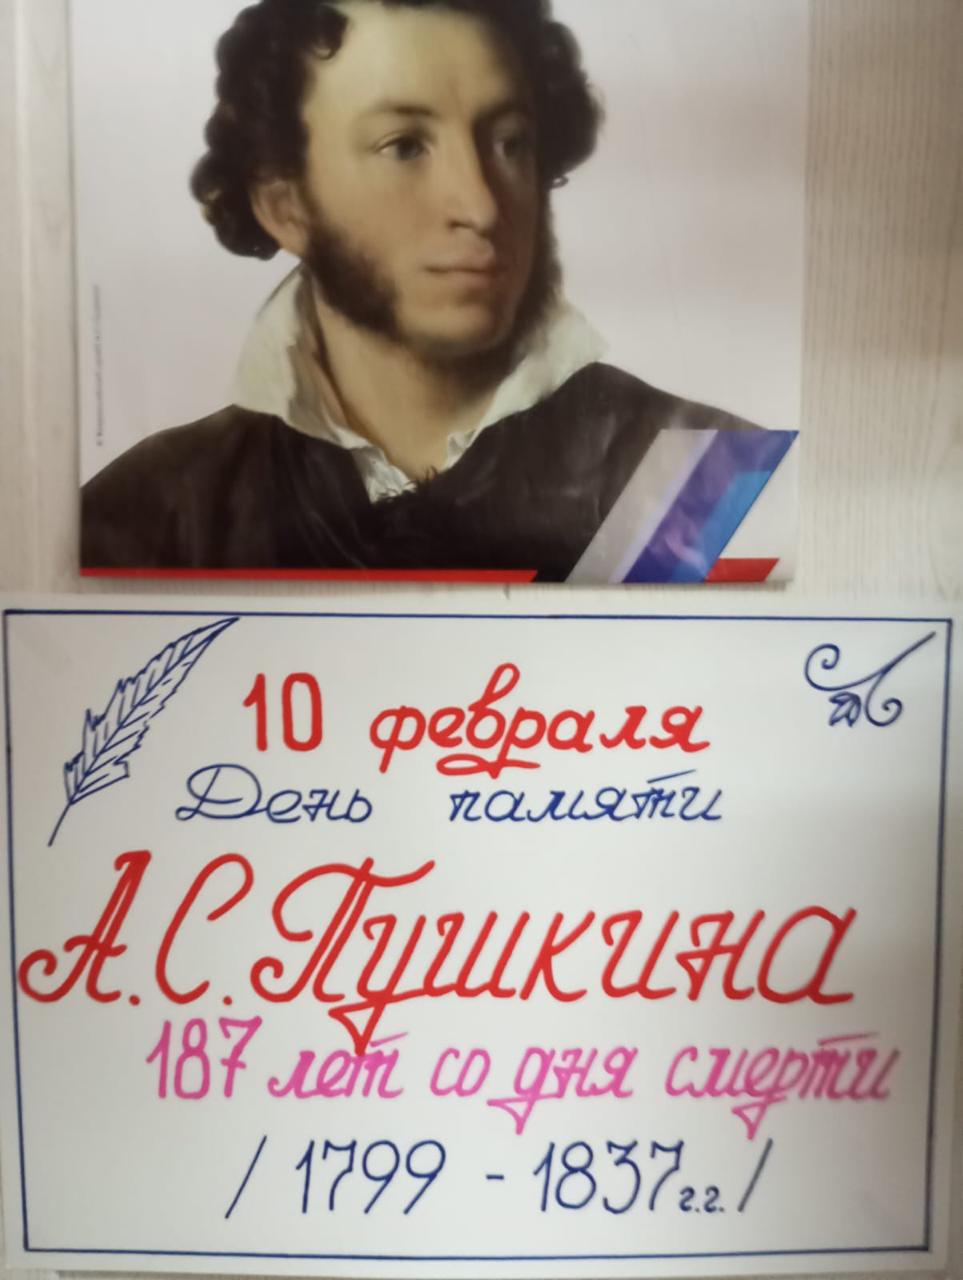 10 февраля
День памяти
А.С.Пушкина
187 лет со дня смерти
/1799 - 1837г.г./